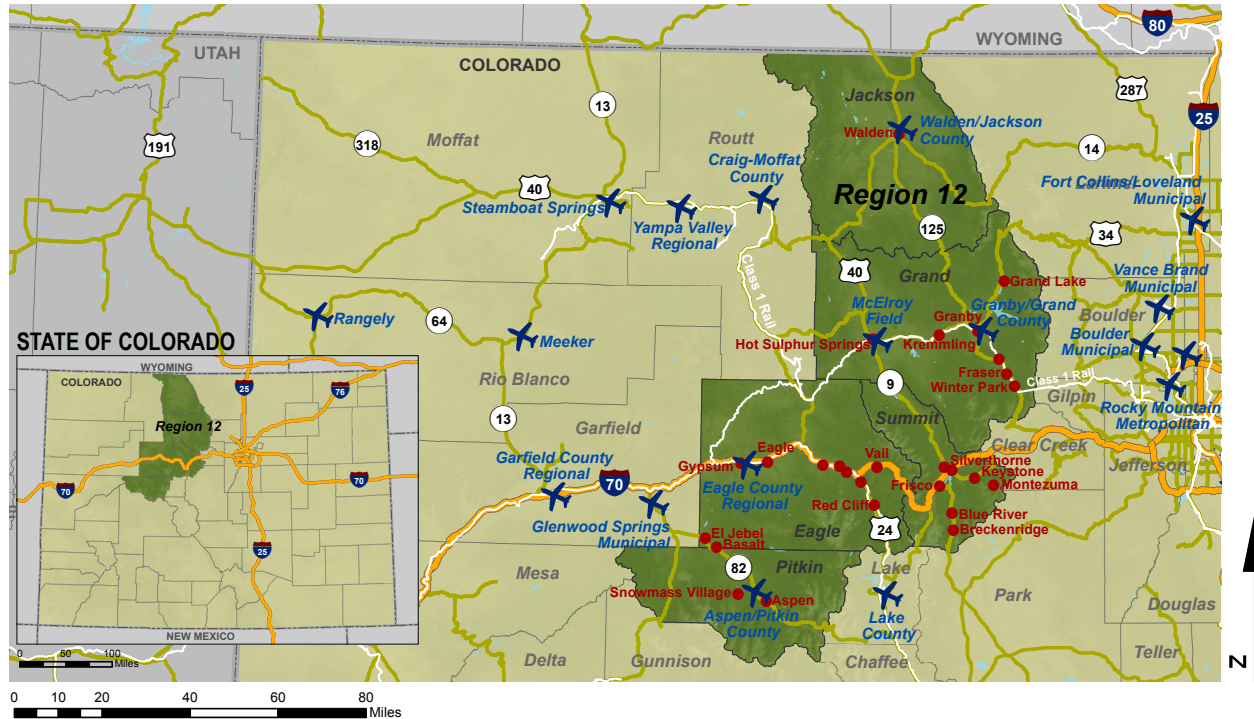 UTAH
COLORADO
WYOMING
80
287
25
191
13
318
Moffat
Routt
Jackson
Walden
Walden/Jackson
County
14
Craig-Moffat
County
40
Steamboat Springs
Yampa Valley
Regional
Region 12
125
Larimer
Fort Collins/Loveland
Municipal
34
Class 1 Rail
40
Grand
Grand Lake
Vance Brand
Municipal
Rangely
64
Meeker
McElroy
Field
Granby
Granby/Grand
County
Boulder
Boulder
Municipal
Hot Sulphur Springs
Kremmling
Fraser
Winter Park
Class 1 Rail
Gilpin
Rocky Mountain
Metropolitan
Rio Blanco
13
9
Summit
Garfield
Clear Creek
Jefferson
Garfield County
Regional
70
Gypsum
Eagle
Vail
Silverthorne
Keystone
Montezuma
Frisco
Eagle County
Regional
Red Cliff
Blue River
Breckenridge
Glenwood Springs
Municipal
El Jebel
Basalt
Eagle
24
82
Pitkin
Lake
Mesa
Snowmass Village
Aspen
Aspen/Pitkin
County
Lake
County
Park
Douglas
Teller
Delta
Gunnison
Chaffee
STATE OF COLORADO
WYOMING
COLORADO
25
76
Region 12
70
70
25
NEW MEXICO
0 50 100
Miles
0 10 20 40 60 80
Miles
N